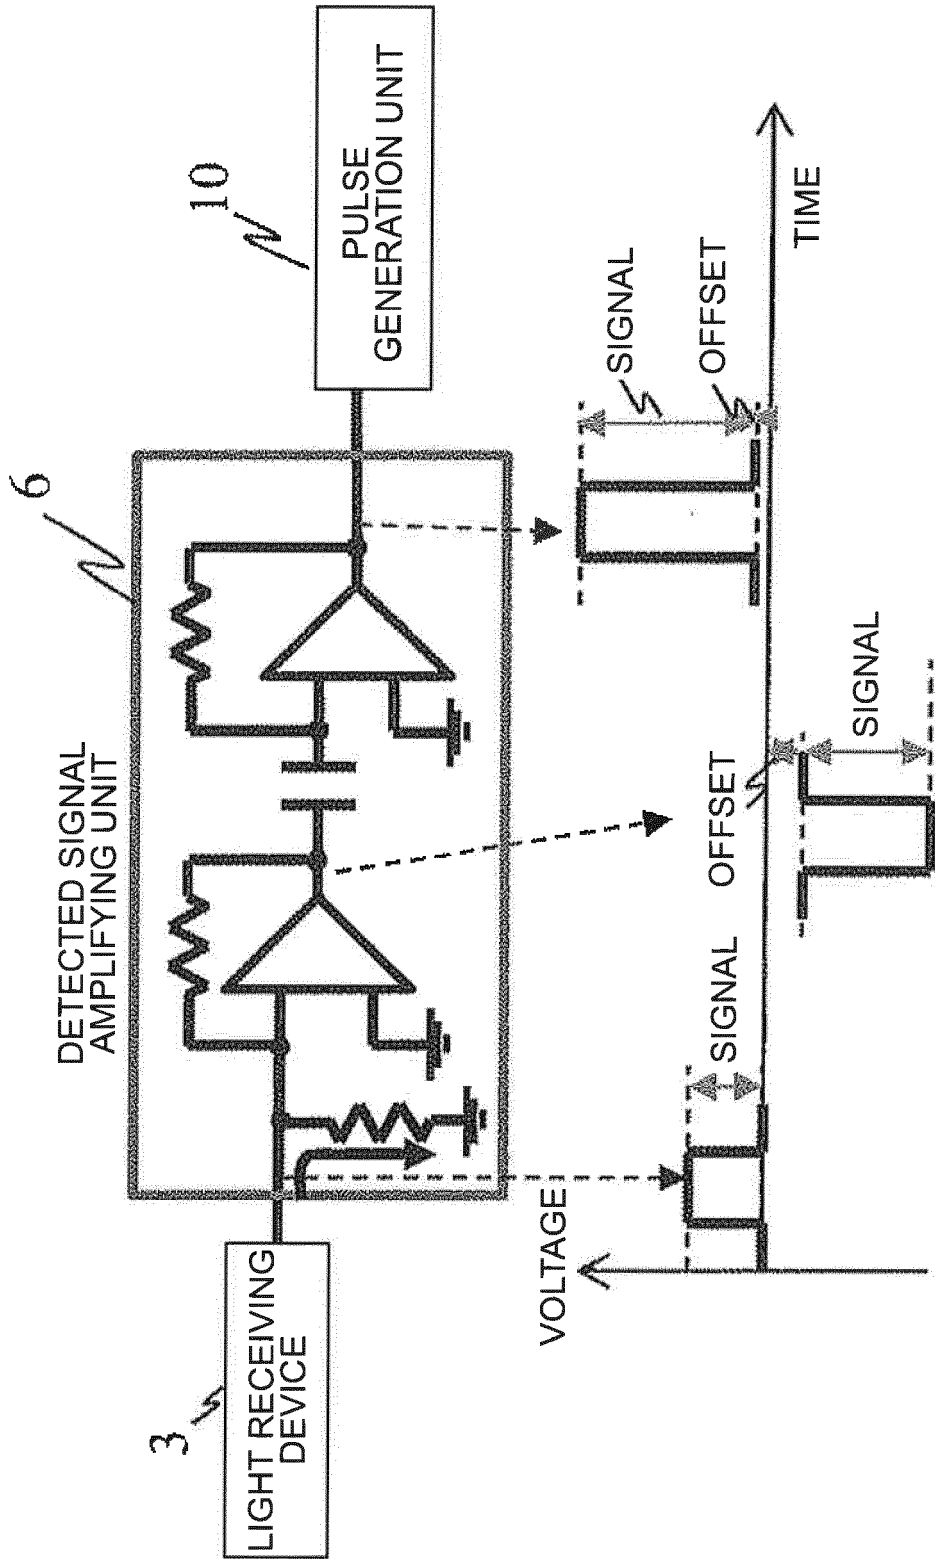 6
DETECTED SIGNAL
AMPLIFYING UNIT
3
LIGHT RECEIVING
DEVICE
10
PULSE
GENERATION UNIT
VOLTAGE
SIGNAL
OFFSET
SIGNAL
SIGNAL
OFFSET
TIME